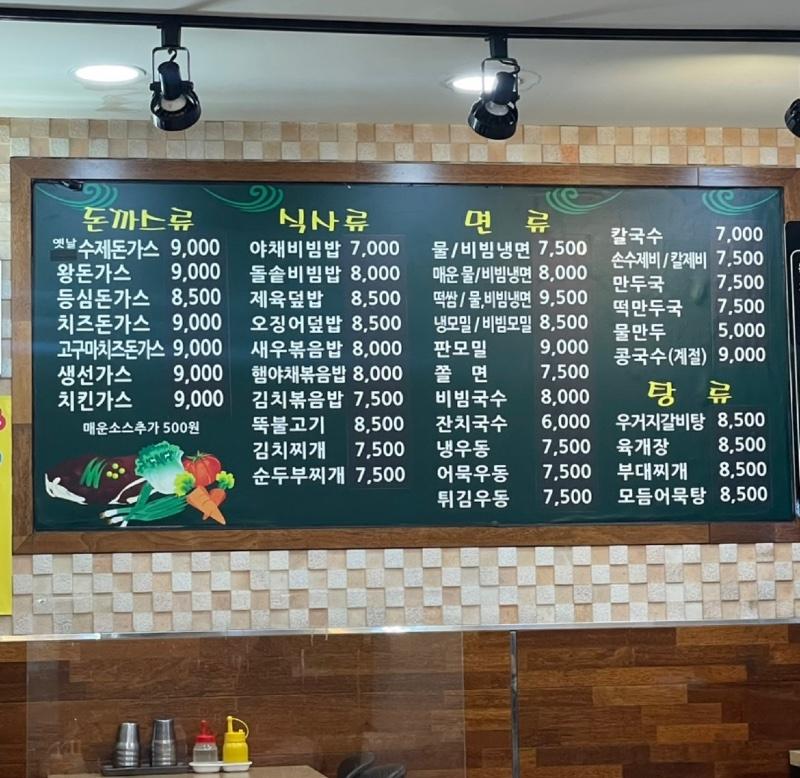 돈까스류
옛날 수제돈가스 9,000
왕돈가스 9,000
등심돈가스 8,500
치즈돈가스 9,000
고구마치즈돈가스 9,000
생선가스 9,000
치킨가스 9,000
매운소스추가 500원
식사류
야채비빔밥 7,000
돌솥비빔밥 8,000
제육덮밥 8,500
오징어덮밥 8,500
새우볶음밥 8,000
햄야채볶음밥 8,000
김치볶음밥 7,500
뚝불고기 8,500
김치찌개 7,500
순두부찌개 7,500
면 류
물/비빔냉면 7,500
매운 물/비빔냉면 8,000
떡쌈/물 비빔냉면 9,500
냉모밀/비빔모밀 8,500
판모밀 9,000
쫄 면 7,500
비빔국수 8,000
잔치국수 6,000
냉우동 7,500
어묵우동 7,500
튀김우동 7,500
칼국수 7,000
손수제비/칼제비 7,500
만두국 7,500
떡만두국 7,500
물만두 5,000
콩국수(계절) 9,000
탕 류
우거지갈비탕 8,500
육개장 8,500
부대찌개 8,500
모듬어묵탕 8,500